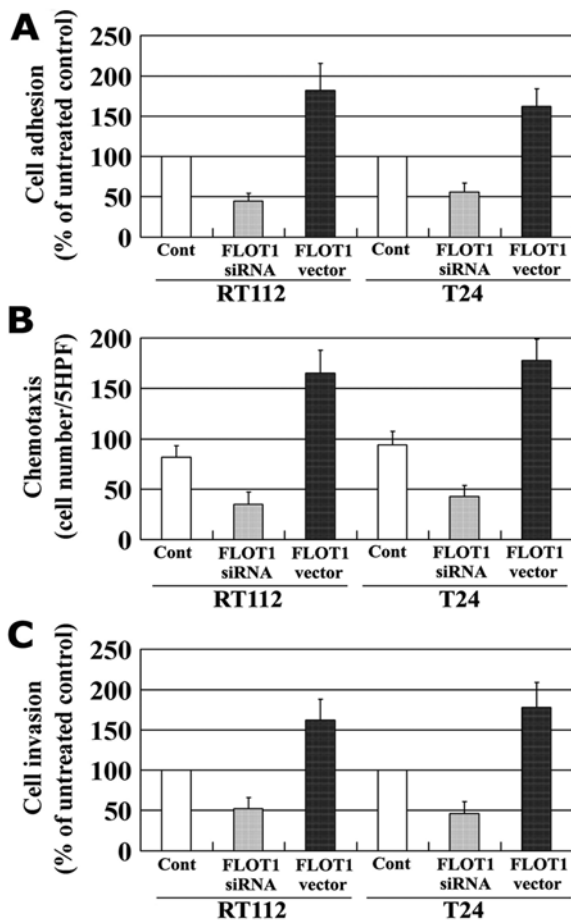 A
Cell adhesion
(% of untreated control)
250
200
150
100
50
0
Cont
FLOT1
siRNA
FLOT1
vector
Cont
FLOT1
siRNA
FLOT1
vector
RT112
T24
B
Chemotaxis
(cell number/5HPF)
200
150
100
50
0
Cont
FLOT1
siRNA
FLOT1
vector
Cont
FLOT1
siRNA
FLOT1
vector
RT112
T24
C
Cell invasion
(% of untreated control)
250
200
150
100
50
0
Cont
FLOT1
siRNA
FLOT1
vector
Cont
FLOT1
siRNA
FLOT1
vector
RT112
T24